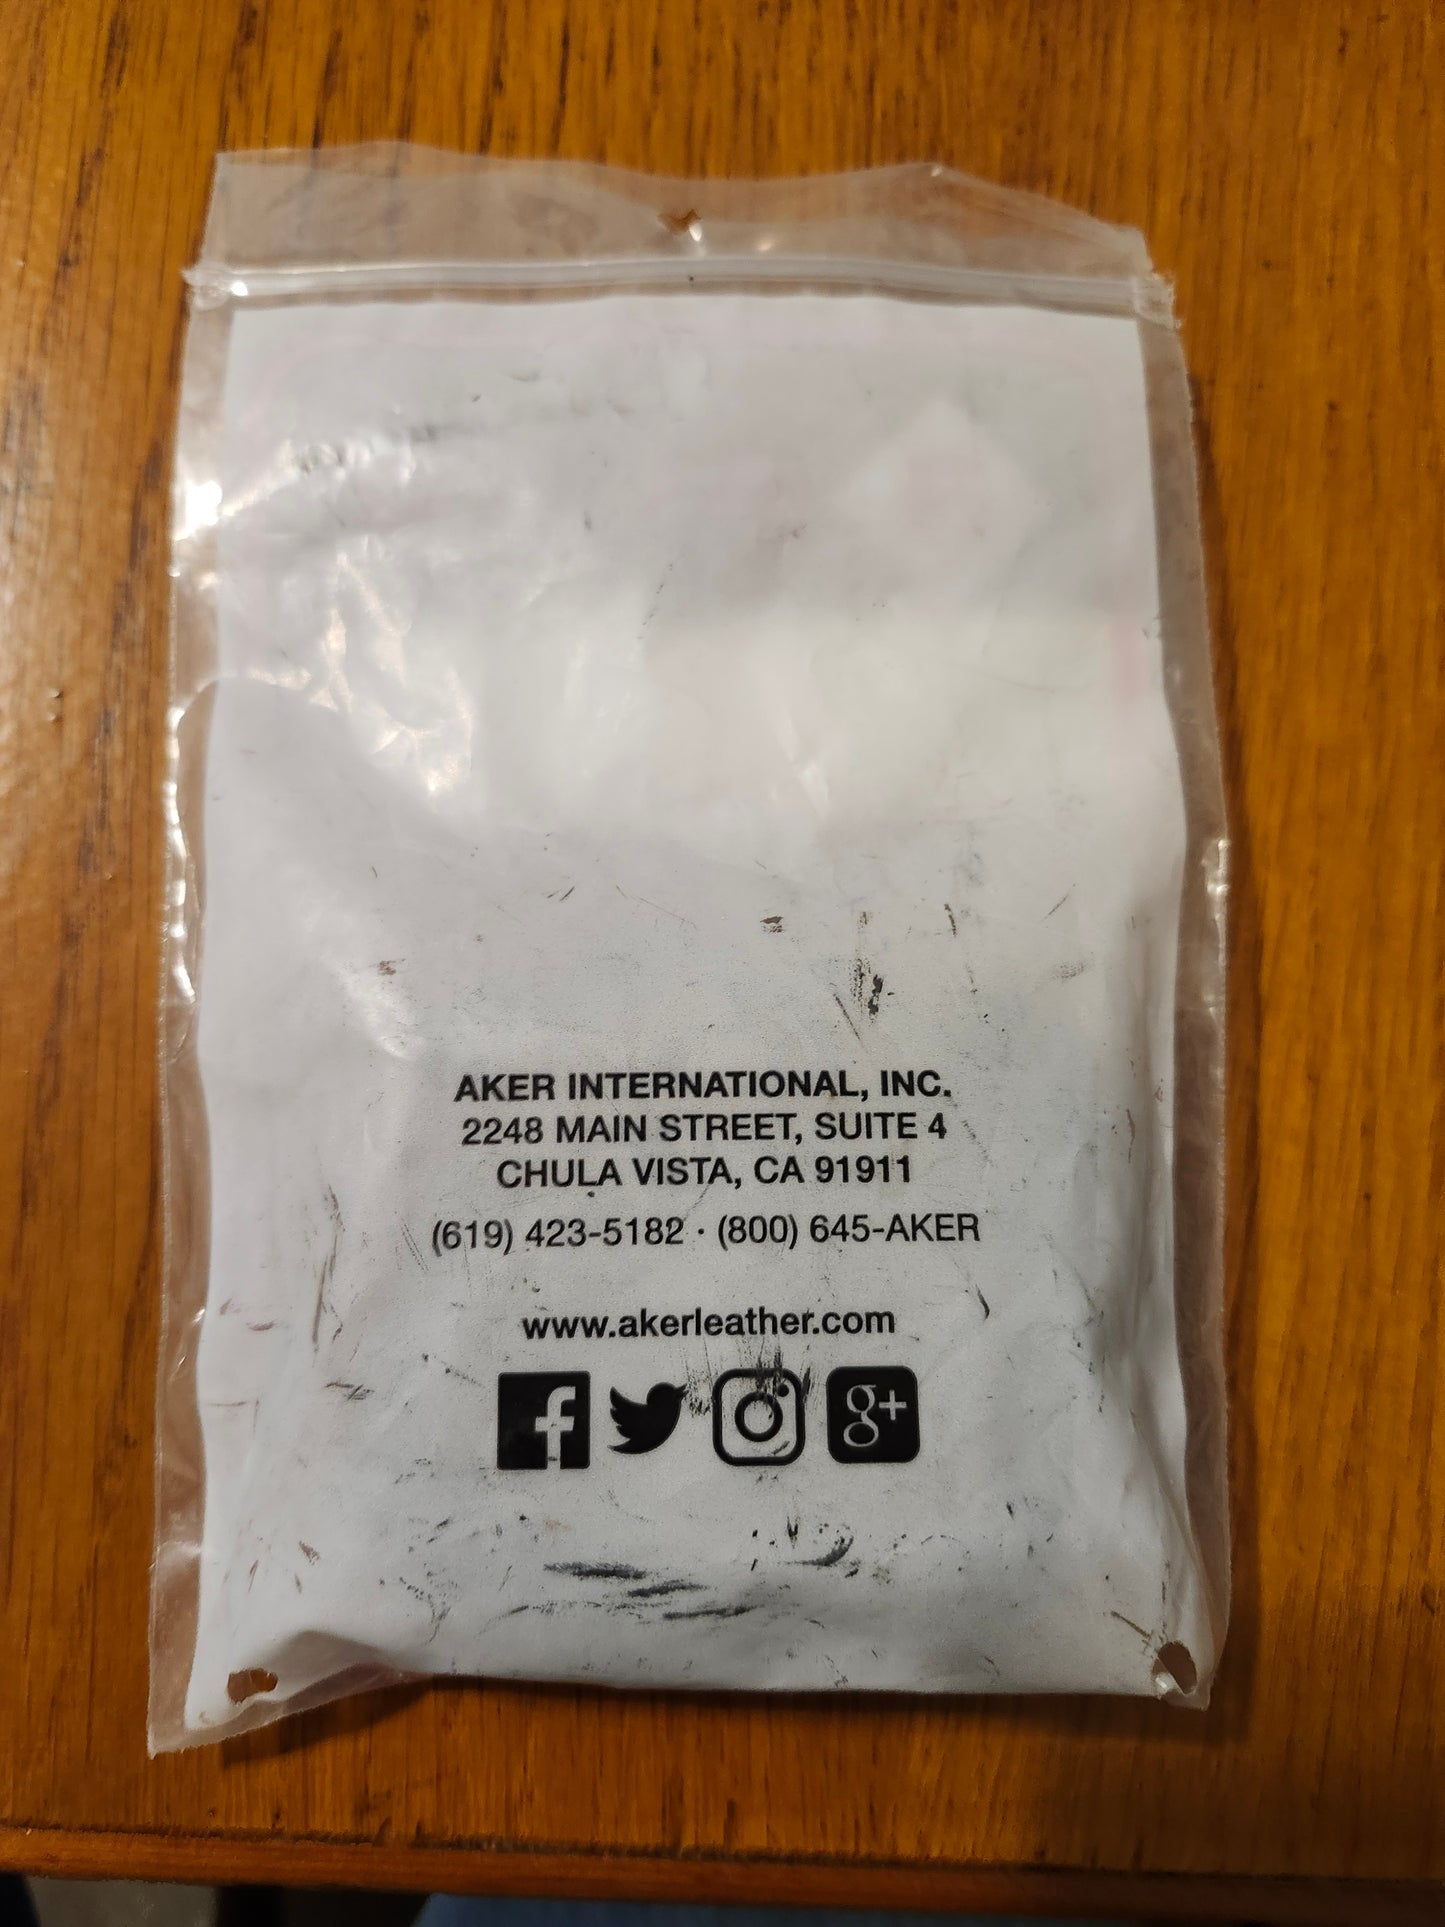 AKER INTERNATIONAL, INC.
2248 MAIN STREET, SUITE 4
CHULA VISTA, CA 91911
(619) 423-5182 · (800) 645-AKER
www.akerleather.com
f g+